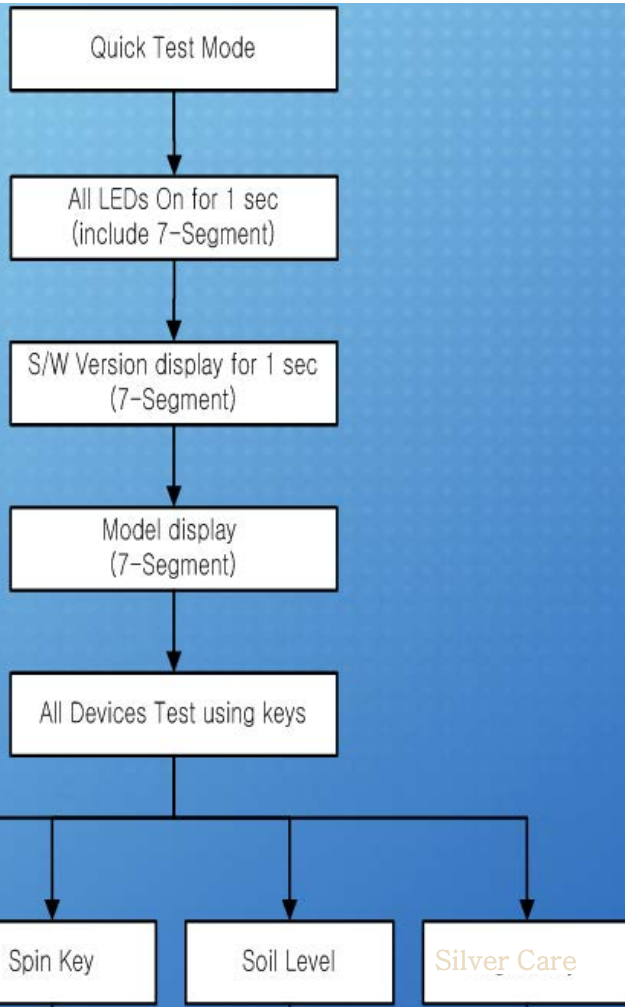 Quick Test Mode
All LEDs On for 1 sec
(include 7-Segment)
S/W Version display for 1 sec
(7-Segment)
Model display
(7-Segment)
All Devices Test using keys
Spin Key
Soil Level
Silver Care